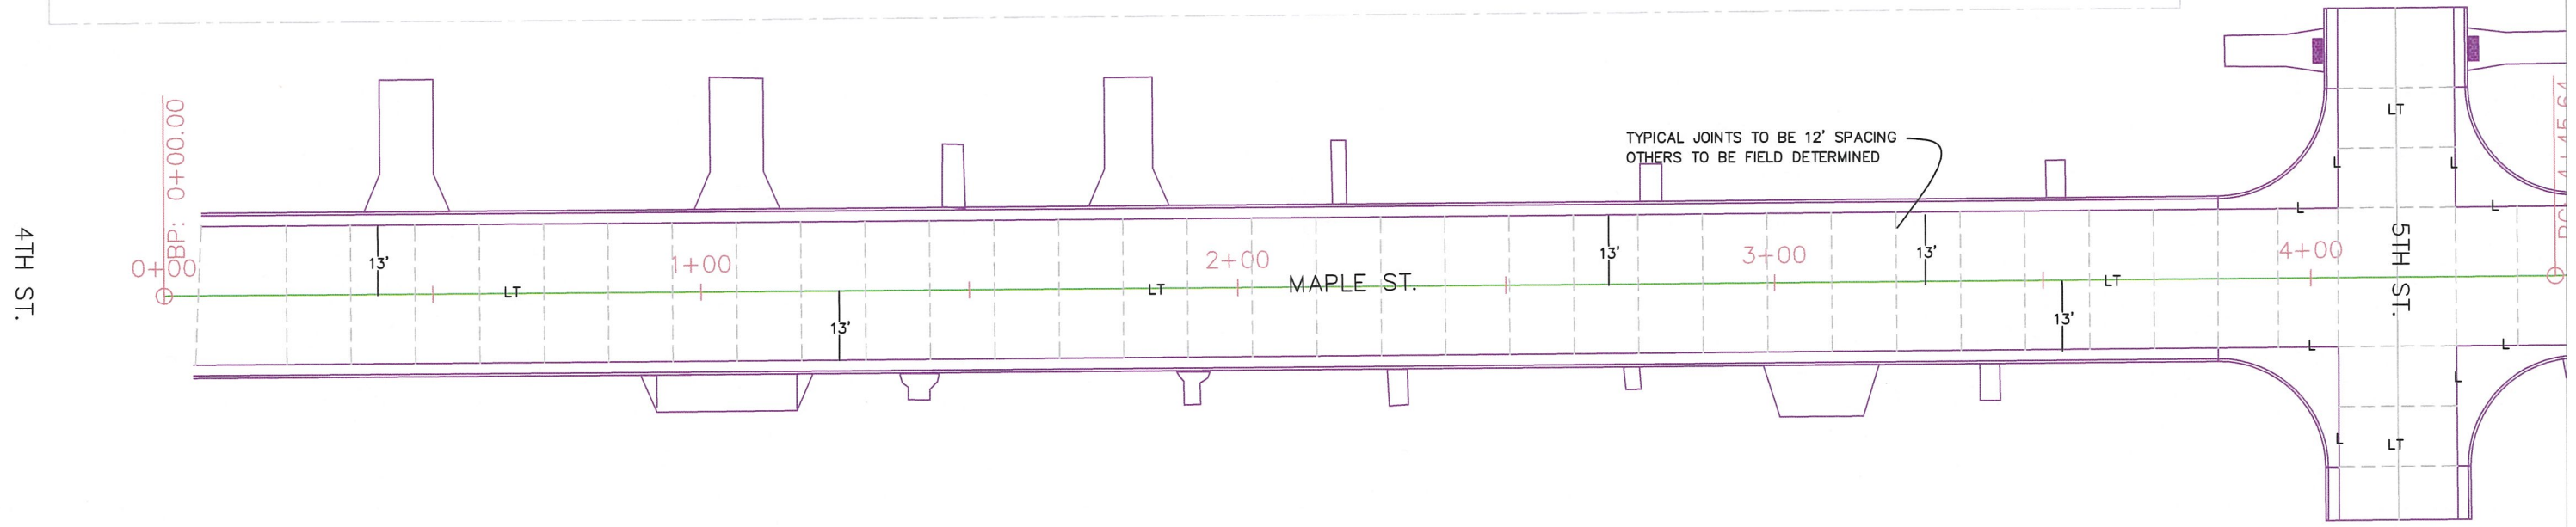 4TH ST.
BP: 0+00.00
0+00
1+00
2+00
3+00
4+00
13'
13'
13'
13'
13'
LT
LT
LT
MAPLE ST.
TYPICAL JOINTS TO BE 12' SPACING
OTHERS TO BE FIELD DETERMINED
5TH ST.
LT
L
L
L
L
L
L
L
L
LT